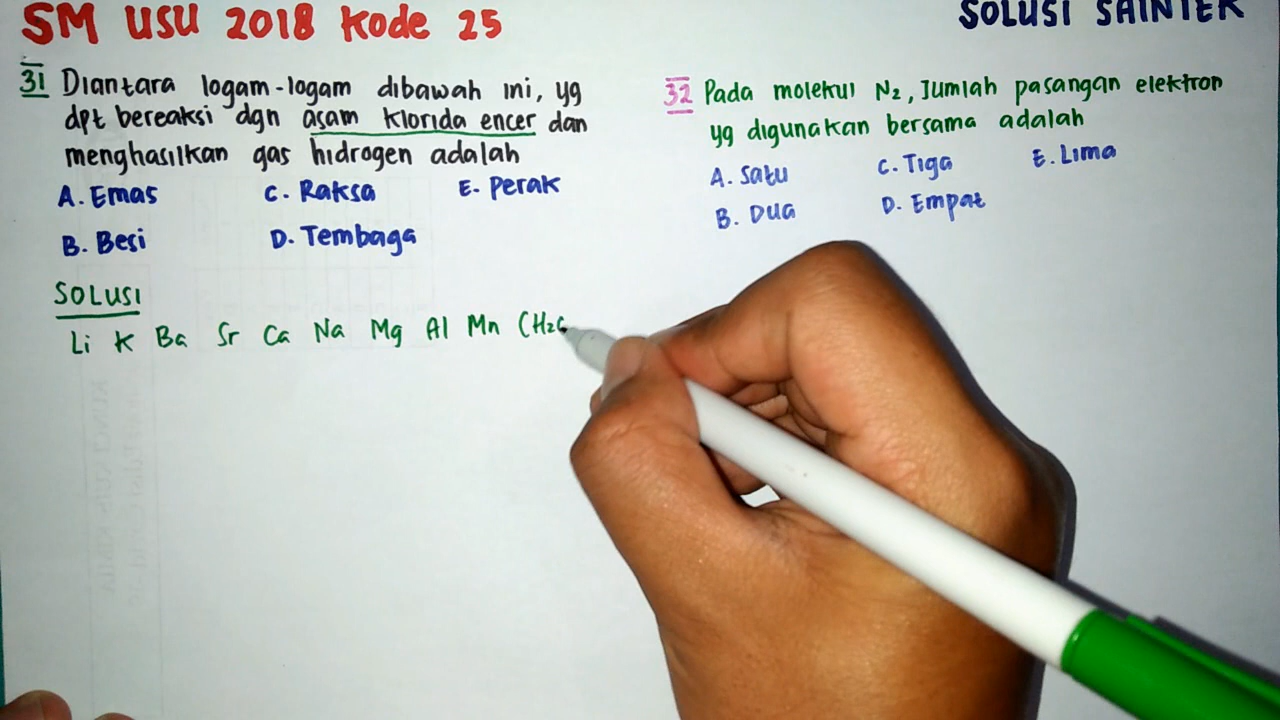 SM USU 2018 Kode 25
SOLUSI SAINTEK
31 Diantara logam-logam dibawah ini, yg
dpt bereaksi dgn asam klorida encer dan
menghasilkan gas hidrogen adalah
A. Emas
C. Raksa
E. Perak
B. Besi
D. Tembaga
32 Pada molekul N₂, Jumlah pasangan elektron
yg digunakan bersama adalah
A. Satu
C. Tiga
E. Lima
B. Dua
D. Empat
SOLUSI
Li K Ba Sr Ca Na Mg Al Mn (H₂